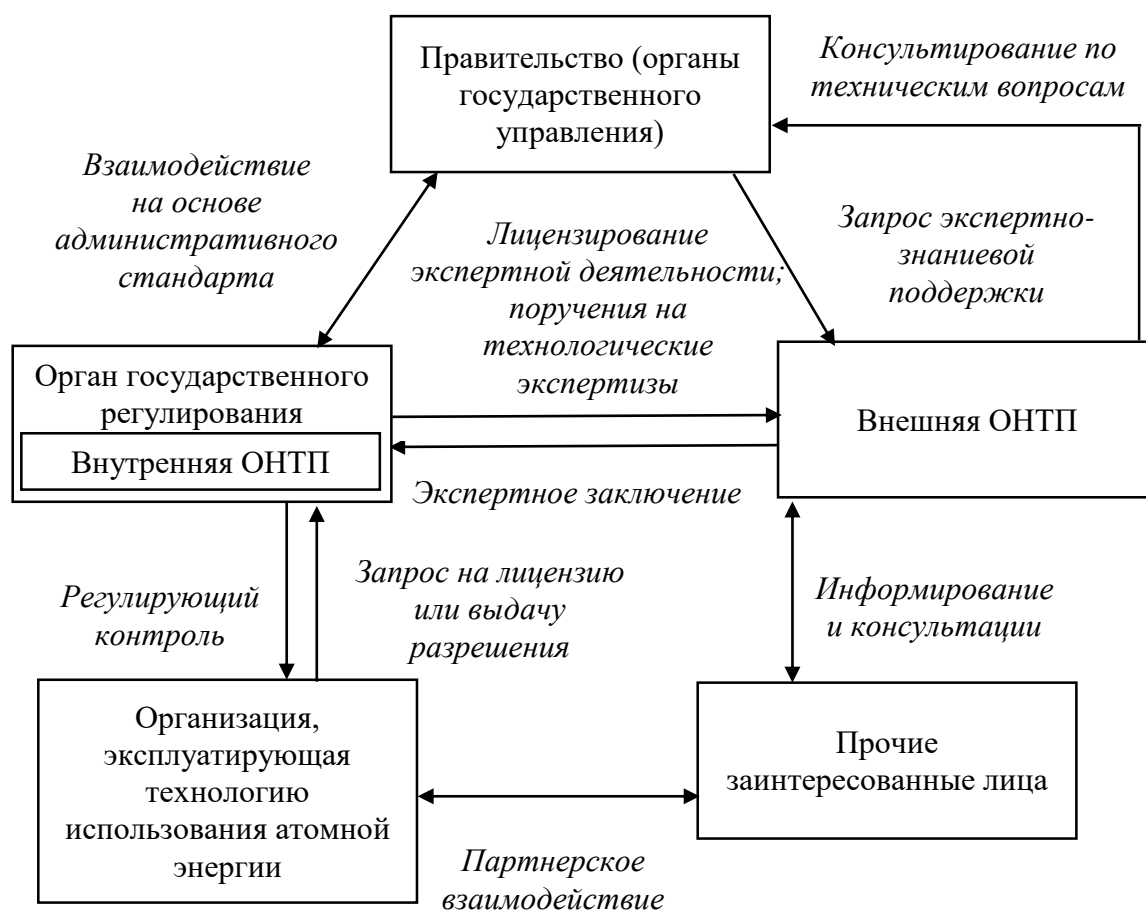 Правительство (органы
государственного
управления)
Консультирование по
техническим вопросам
Взаимодействие
на основе
административного
стандарта
Лицензирование
экспертной деятельности;
поручения на
технологические
экспертизы
Запрос экспертно-
знаниевой
поддержки
Орган государственного
регулирования
Внутренняя ОНТП
Внешняя ОНТП
Экспертное заключение
Регулирующий
контроль
Запрос на лицензию
или выдачу
разрешения
Информирование
и консультации
Организация,
эксплуатирующая
технологию
использования атомной
энергии
Прочие
заинтересованные лица
Партнерское
взаимодействие